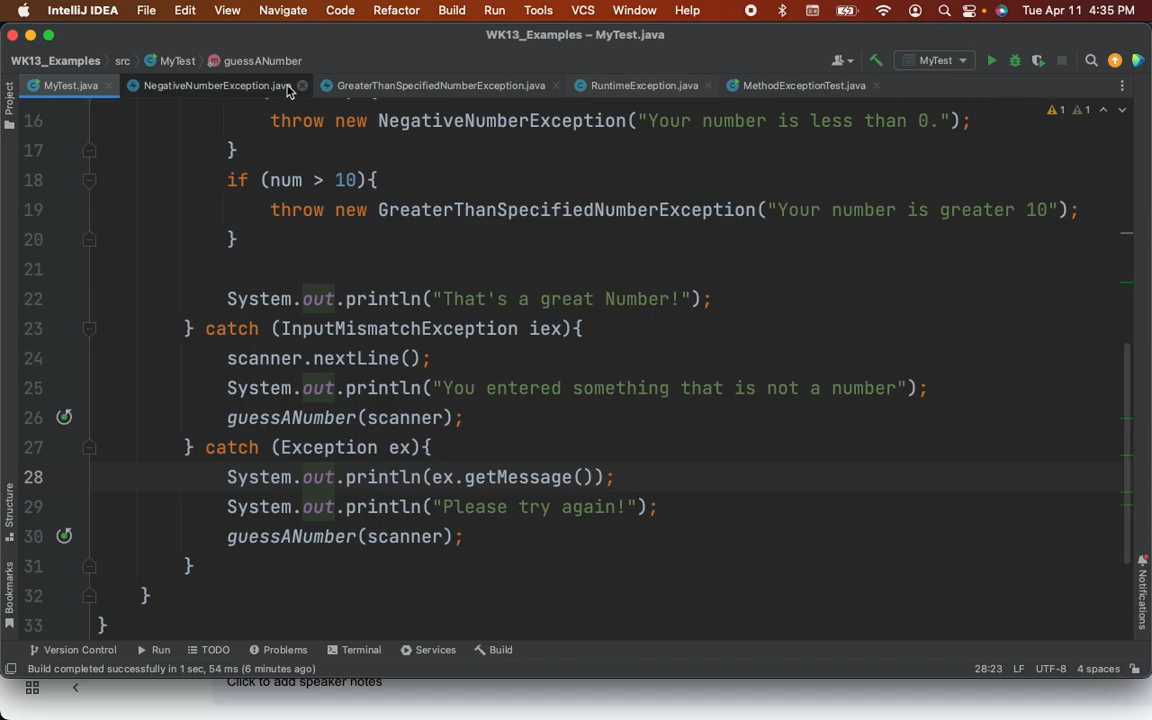 IntelliJ IDEA File Edit View Navigate Code Refactor Build Run Tools VCS Window Help Tue Apr 11 4:35 PM
WK13_Examples – MyTest.java
WK13_Examples src MyTest guessANumber MyTest
MyTest.java NegativeNumberException.java GreaterThanSpecifiedNumberException.java RuntimeException.java MethodExceptionTest.java
Project
16 throw new NegativeNumberException("Your number is less than 0."); 1 1
17 }
18 if (num > 10){
19 throw new GreaterThanSpecifiedNumberException("Your number is greater 10");
20 }
21
22 System.out.println("That's a great Number!");
23 } catch (InputMismatchException iex){
24 scanner.nextLine();
25 System.out.println("You entered something that is not a number");
26 guessANumber(scanner);
27 } catch (Exception ex){
28 System.out.println(ex.getMessage());
29 System.out.println("Please try again!");
30 guessANumber(scanner);
31 }
32 }
33 }
Structure
Bookmarks
Notifications
Version Control Run TODO Problems Terminal Services Build
Build completed successfully in 1 sec, 54 ms (6 minutes ago) 28:23 LF UTF-8 4 spaces
Click to add speaker notes